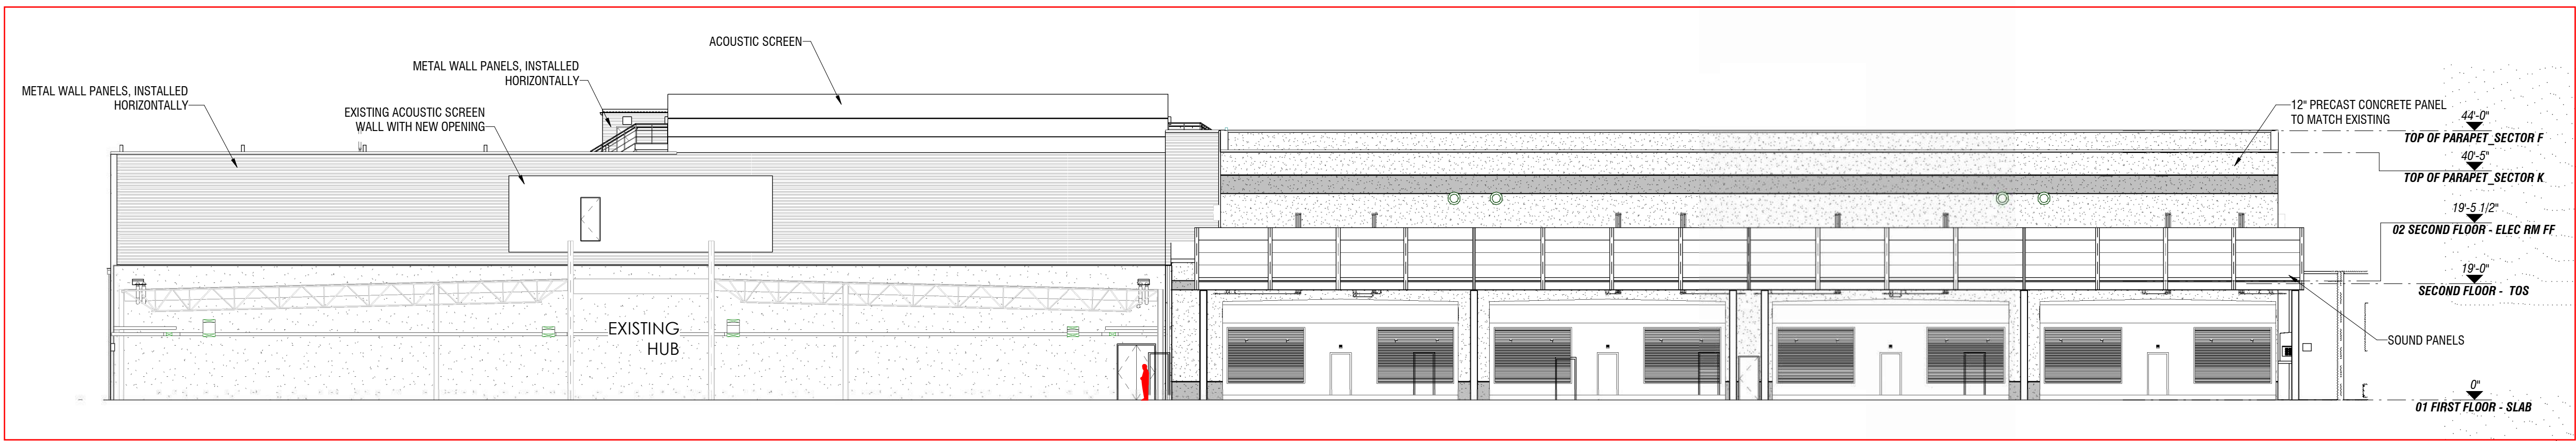 ACOUSTIC SCREEN
METAL WALL PANELS, INSTALLED
HORIZONTALLY
METAL WALL PANELS, INSTALLED
HORIZONTALLY
EXISTING ACOUSTIC SCREEN
WALL WITH NEW OPENING
12" PRECAST CONCRETE PANEL
TO MATCH EXISTING
44'-0"
TOP OF PARAPET_SECTOR F
40'-5"
TOP OF PARAPET_SECTOR K
19'-5 1/2"
02 SECOND FLOOR - ELEC RM FF
19'-0"
SECOND FLOOR - TOS
EXISTING
HUB
SOUND PANELS
0"
01 FIRST FLOOR - SLAB